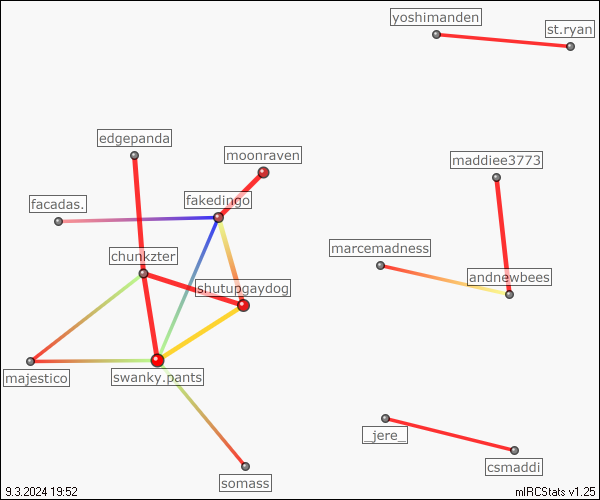 yoshimanden
st.ryan
edgepanda
moonraven
maddiee3773
facadas.
fakedingo
chunkzter
marcemadness
shutupgaydog
andnewbees
majestico
swanky.pants
_jere_
csmaddi
somass
9.3.2024 19:52
mIRCStats v1.25